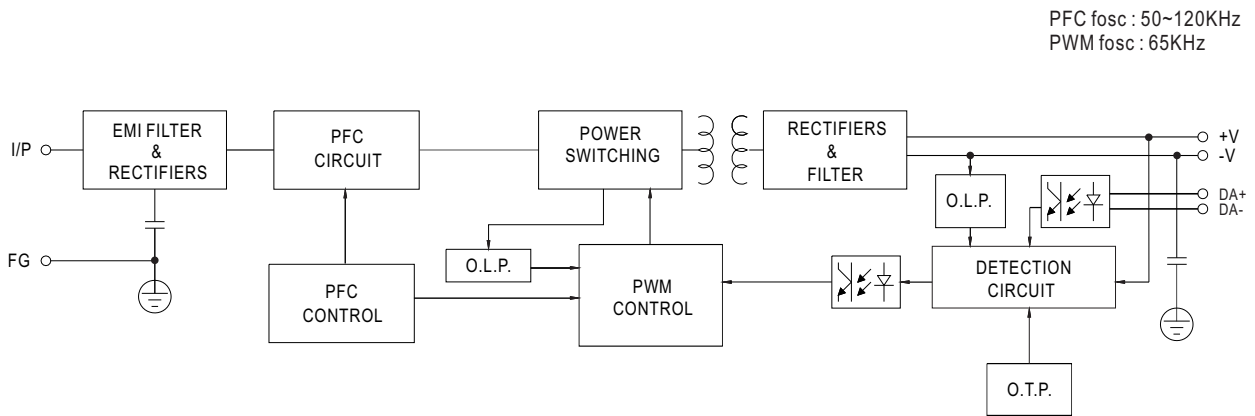 PFC fosc : 50~120KHz
PWM fosc : 65KHz
I/P
EMI FILTER
&
RECTIFIERS
PFC
CIRCUIT
POWER
SWITCHING
RECTIFIERS
&
FILTER
+V
-V
DA+
DA-
O.L.P.
FG
O.L.P.
PFC
CONTROL
PWM
CONTROL
DETECTION
CIRCUIT
O.T.P.